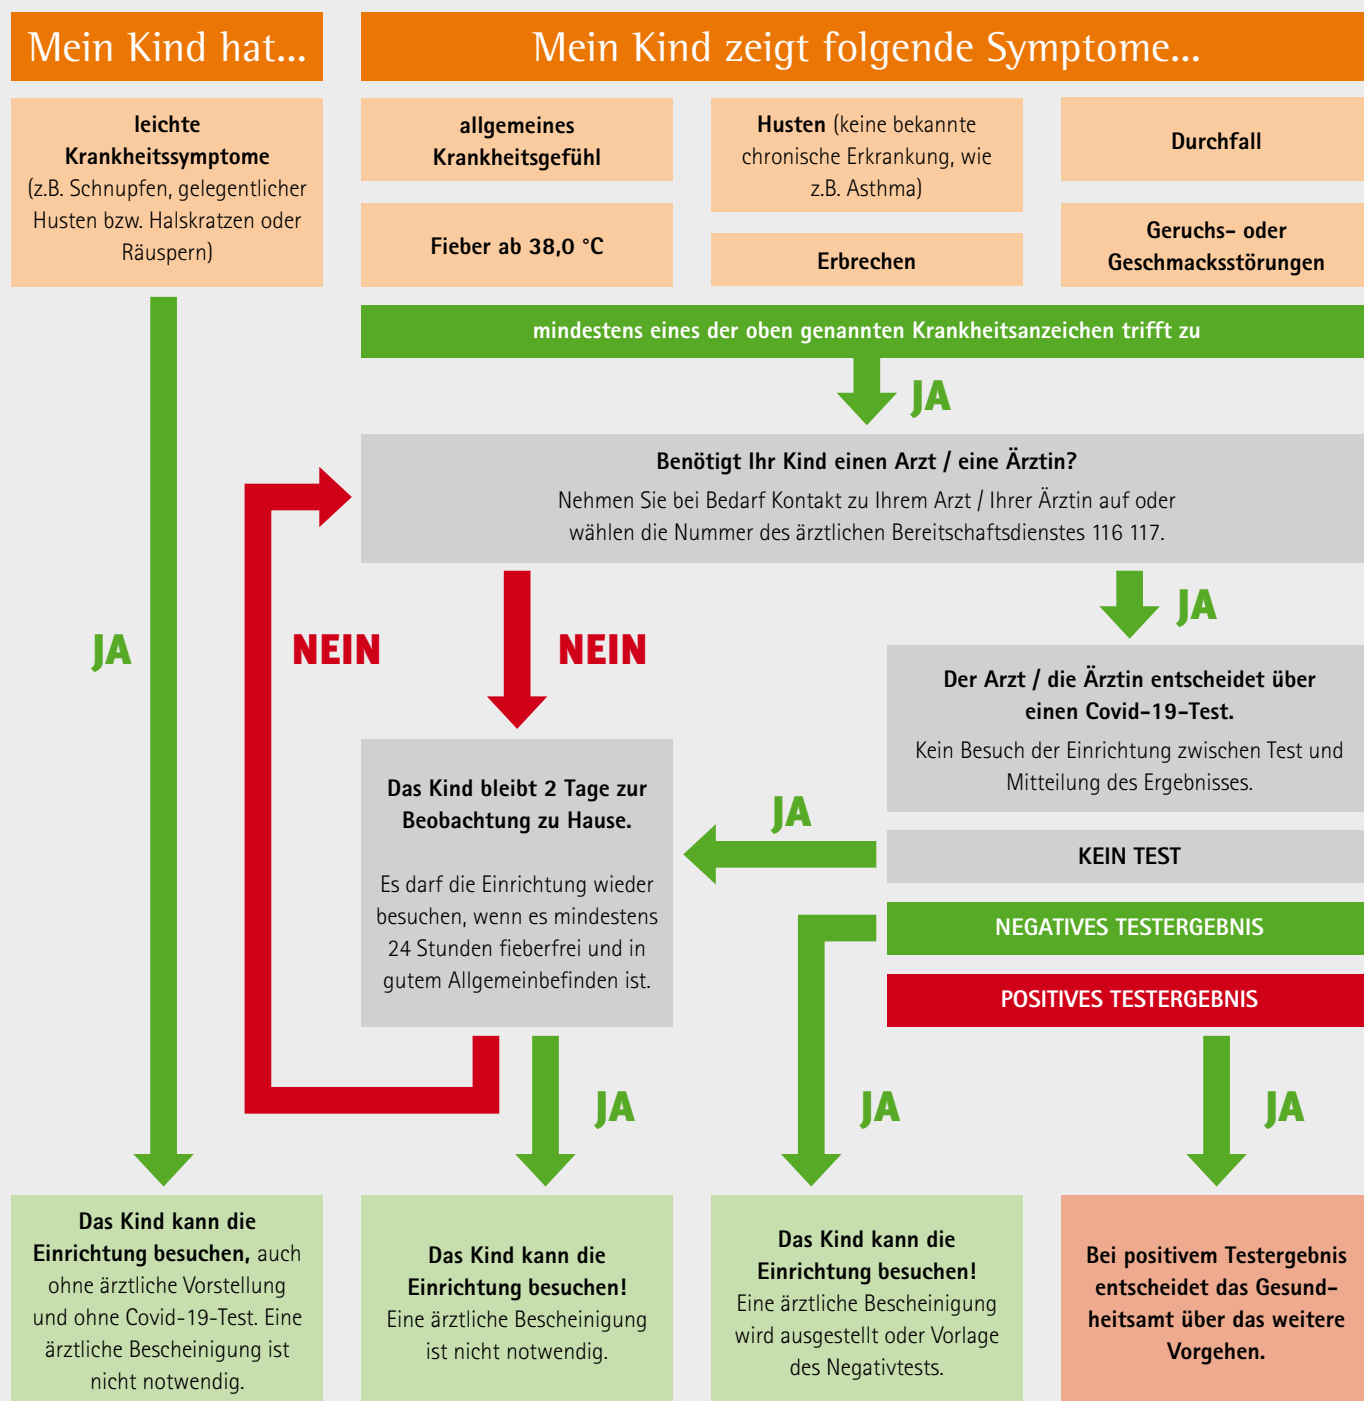 Mein Kind hat...
leichte
Krankheitssymptome
(z.B. Schnupfen, gelegentlicher
Husten bzw. Halskratzen oder
Räuspern)
Mein Kind zeigt folgende Symptome...
allgemeines
Krankheitsgefühl
Husten (keine bekannte
chronische Erkrankung, wie
z.B. Asthma)
Durchfall
Fieber ab 38,0 °C
Erbrechen
Geruchs- oder
Geschmacksstörungen
mindestens eines der oben genannten Krankheitsanzeichen trifft zu
JA
Benötigt Ihr Kind einen Arzt / eine Ärztin?
Nehmen Sie bei Bedarf Kontakt zu Ihrem Arzt / Ihrer Ärztin auf oder
wählen die Nummer des ärztlichen Bereitschaftsdienstes 116 117.
JA
JA
NEIN
NEIN
Der Arzt / die Ärztin entscheidet über
einen Covid-19-Test.
Kein Besuch der Einrichtung zwischen Test und
Mitteilung des Ergebnisses.
Das Kind bleibt 2 Tage zur
Beobachtung zu Hause.
Es darf die Einrichtung wieder
besuchen, wenn es mindestens
24 Stunden fieberfrei und in
gutem Allgemeinbefinden ist.
JA
KEIN TEST
NEGATIVES TESTERGEBNIS
POSITIVES TESTERGEBNIS
JA
JA
JA
Das Kind kann die
Einrichtung besuchen, auch
ohne ärztliche Vorstellung
und ohne Covid-19-Test. Eine
ärztliche Bescheinigung ist
nicht notwendig.
Das Kind kann die
Einrichtung besuchen!
Eine ärztliche Bescheinigung
ist nicht notwendig.
Das Kind kann die
Einrichtung besuchen!
Eine ärztliche Bescheinigung
wird ausgestellt oder Vorlage
des Negativtests.
Bei positivem Testergebnis
entscheidet das Gesund-
heitsamt über das weitere
Vorgehen.